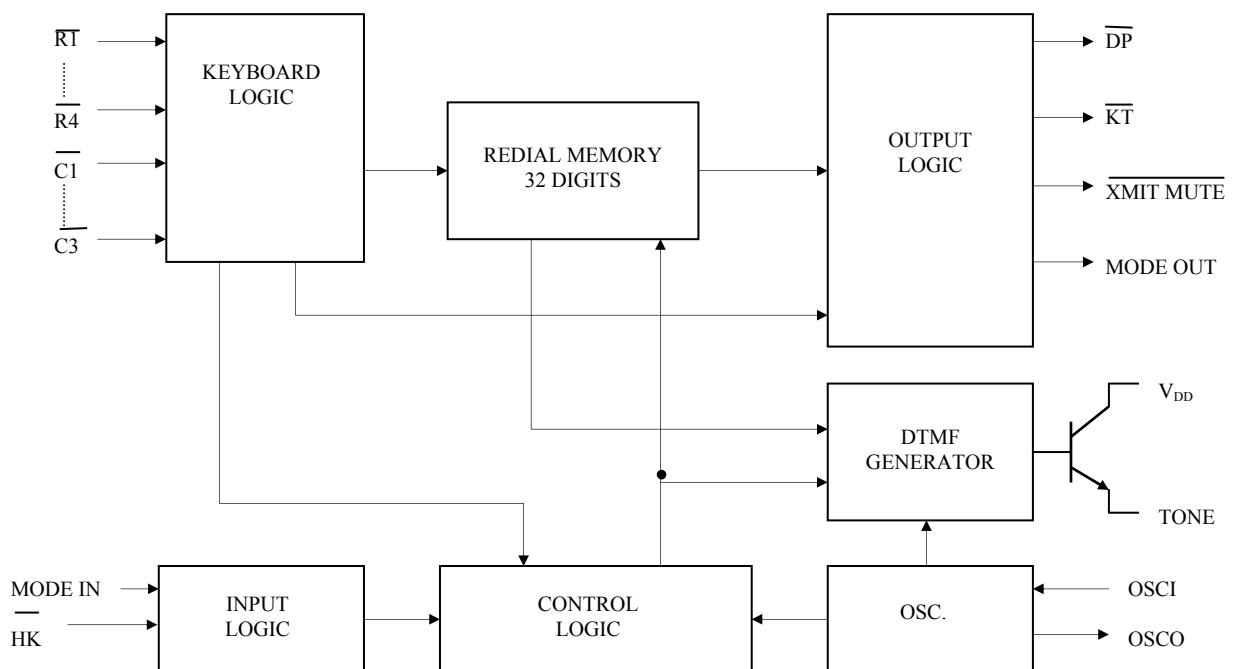 R1
R4
C1
C3
KEYBOARD
LOGIC
REDIAL MEMORY
32 DIGITS
OUTPUT
LOGIC
DP
KT
XMIT MUTE
MODE OUT
DTMF
GENERATOR
VDD
TONE
MODE IN
HK
INPUT
LOGIC
CONTROL
LOGIC
OSC.
OSCI
OSCO